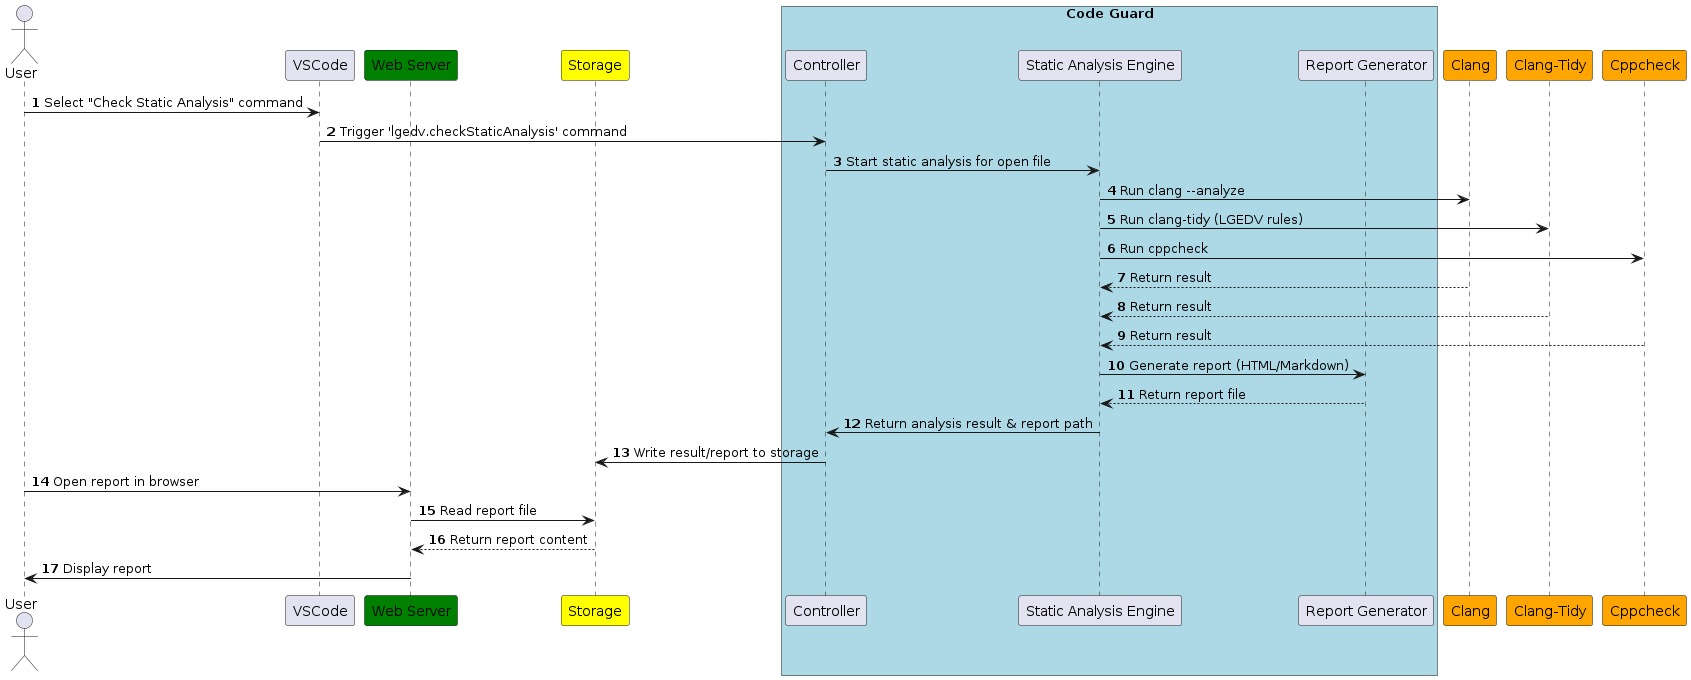 Code Guard
User
VSCode
Web Server
Storage
Controller
Static Analysis Engine
Report Generator
Clang
Clang-Tidy
Cppcheck
1 Select "Check Static Analysis" command
2 Trigger 'lgedv.checkStaticAnalysis' command
3 Start static analysis for open file
4 Run clang --analyze
5 Run clang-tidy (LGEDV rules)
6 Run cppcheck
7 Return result
8 Return result
9 Return result
10 Generate report (HTML/Markdown)
11 Return report file
12 Return analysis result & report path
13 Write result/report to storage
14 Open report in browser
15 Read report file
16 Return report content
17 Display report
User
VSCode
Web Server
Storage
Controller
Static Analysis Engine
Report Generator
Clang
Clang-Tidy
Cppcheck